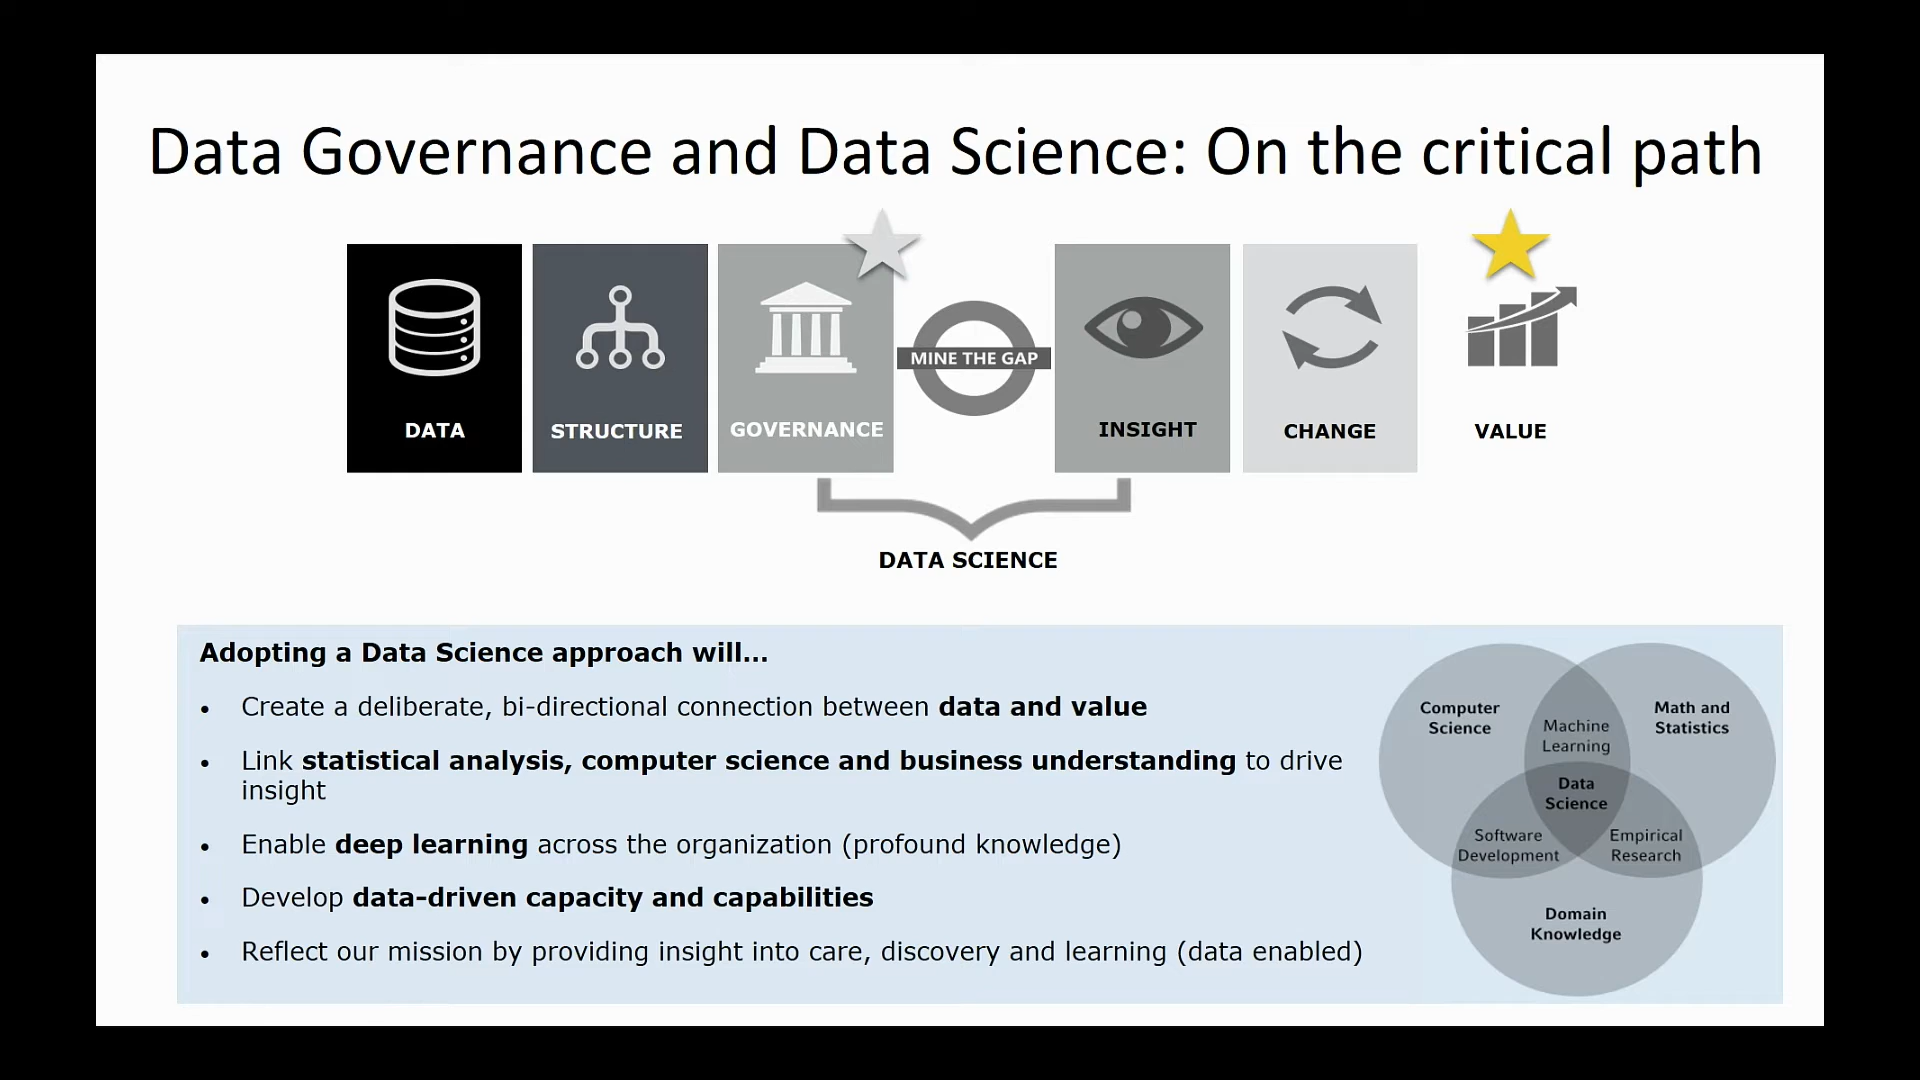 Data Governance and Data Science: On the critical path
DATA
STRUCTURE
GOVERNANCE
MINE THE GAP
INSIGHT
CHANGE
VALUE
DATA SCIENCE
Adopting a Data Science approach will...
• Create a deliberate, bi-directional connection between data and value
• Link statistical analysis, computer science and business understanding to drive
insight
• Enable deep learning across the organization (profound knowledge)
• Develop data-driven capacity and capabilities
• Reflect our mission by providing insight into care, discovery and learning (data enabled)
Computer
Science
Math and
Statistics
Machine
Learning
Data
Science
Software
Development
Empirical
Research
Domain
Knowledge